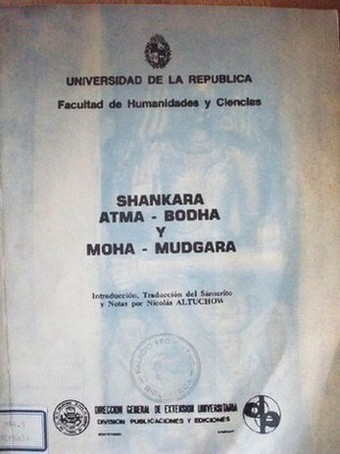 UNIVERSIDAD DE LA REPUBLICA
Facultad de Humanidades y Ciencias
SHANKARA
ATMA - BODHA
Y
MOHA - MUDGARA
Introducción, Traducción del Sánscrito
y Notas por Nicolás ALTUCHOW
DIRECCION GENERAL DE EXTENSION UNIVERSITARIA
DIVISION PUBLICACIONES Y EDICIONES